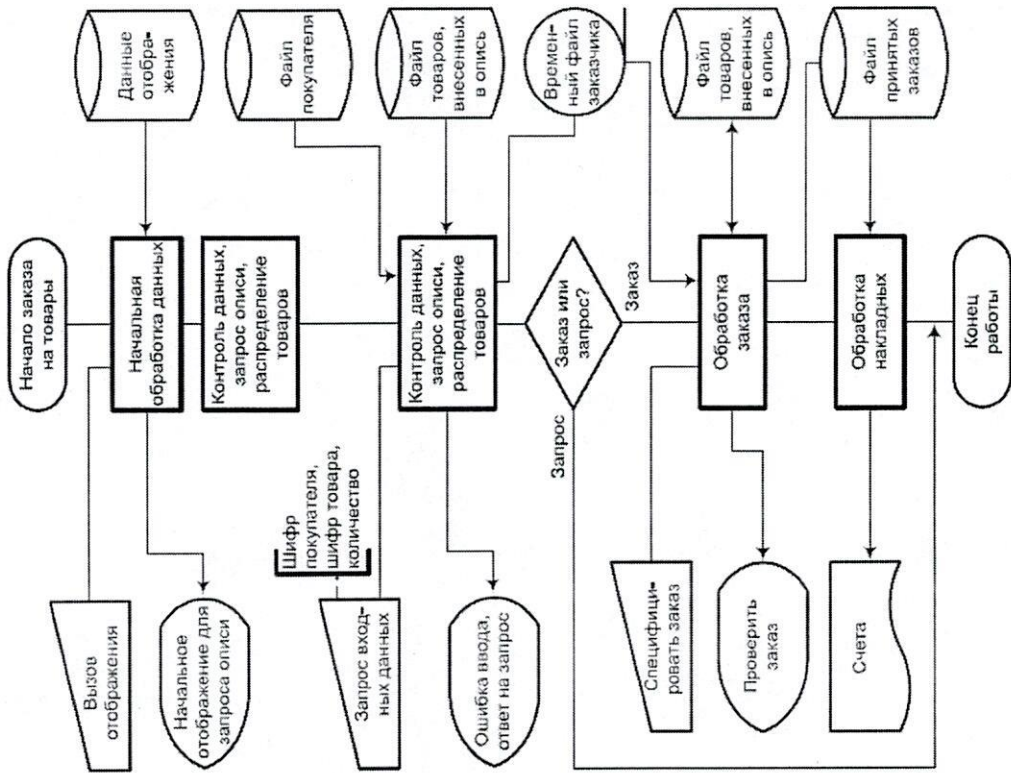 Начало заказа
на товары
Вызов
отображения
Начальная
обработка данных
Данные
отобра-
жения
Начальное
отображение для
запроса описи
Контроль данных,
запрос описи,
распределение
товаров
Файл
покупателя
Шифр
покупателя,
шифр товара,
количество
Запрос вход-
ных данных
Контроль данных,
запрос описи,
распределение
товаров
Файл
товаров,
внесенных
в опись
Ошибка ввода,
ответ на запрос
Времен-
ный файл
заказчика
Заказ или
запрос?
Запрос
Заказ
Специфици-
ровать заказ
Обработка
заказа
Файл
товаров,
внесенных
в опись
Проверить
заказ
Счета
Обработка
накладных
Файл
принятых
заказов
Конец
работы